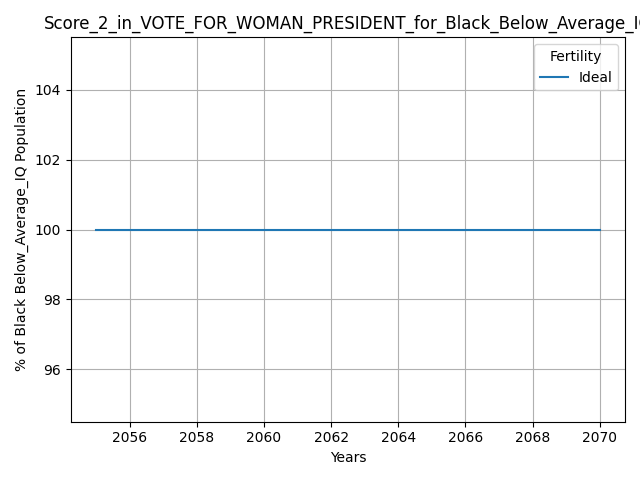 Score_2_in_VOTE_FOR_WOMAN_PRESIDENT_for_Black_Below_Average_I
Fertility
Ideal
104
102
100
98
96
% of Black Below_Average_IQ Population
2056 2058 2060 2062 2064 2066 2068 2070
Years